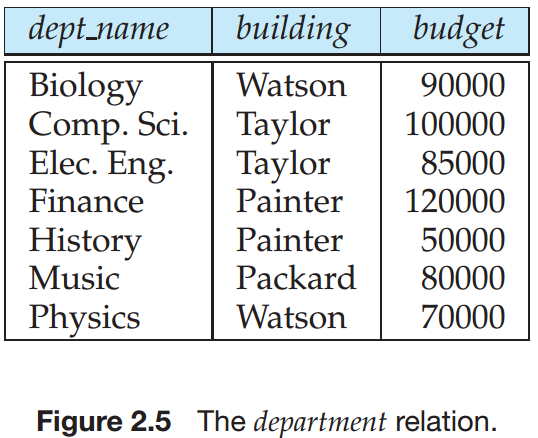 dept_name building budget
Biology Watson 90000
Comp. Sci. Taylor 100000
Elec. Eng. Taylor 85000
Finance Painter 120000
History Painter 50000
Music Packard 80000
Physics Watson 70000
Figure 2.5 The department relation.